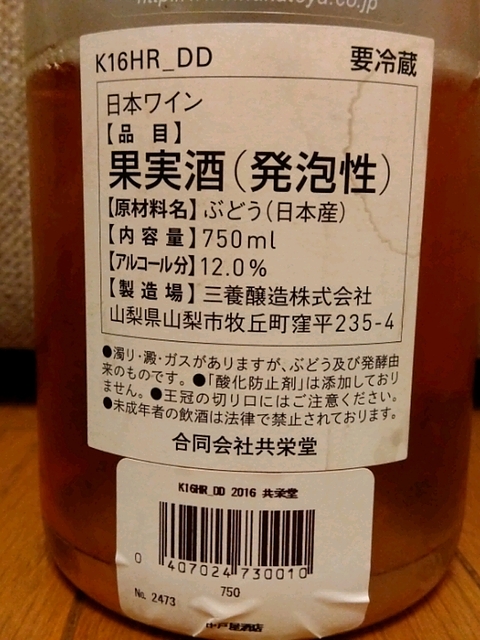 K16HR_DD 要冷蔵
日本ワイン
【品 目】
果実酒(発泡性)
【原材料名】ぶどう(日本産)
【内容量】750ml
【アルコール分】12.0%
【製造場】三養醸造株式会社
山梨県山梨市牧丘町窪平235-4
●濁り・澱・ガスがありますが、ぶどう及び発酵由
来のものです。●「酸化防止剤」は添加しており
ません。●王冠の切り口にはご注意ください。
●未成年者の飲酒は法律で禁止されております。
合同会社共栄堂
K16HR_DD 2016 共栄堂
0 407024 730010
No. 2473 750